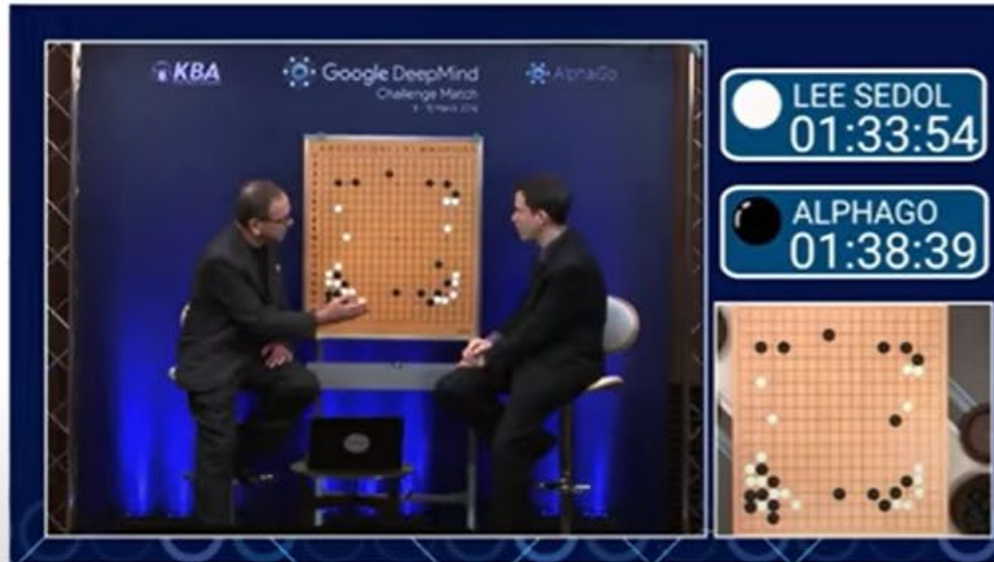 KBA
Google DeepMind
AlphaGo
Challenge Match
LEE SEDOL
01:33:54
ALPHAGO
01:38:39